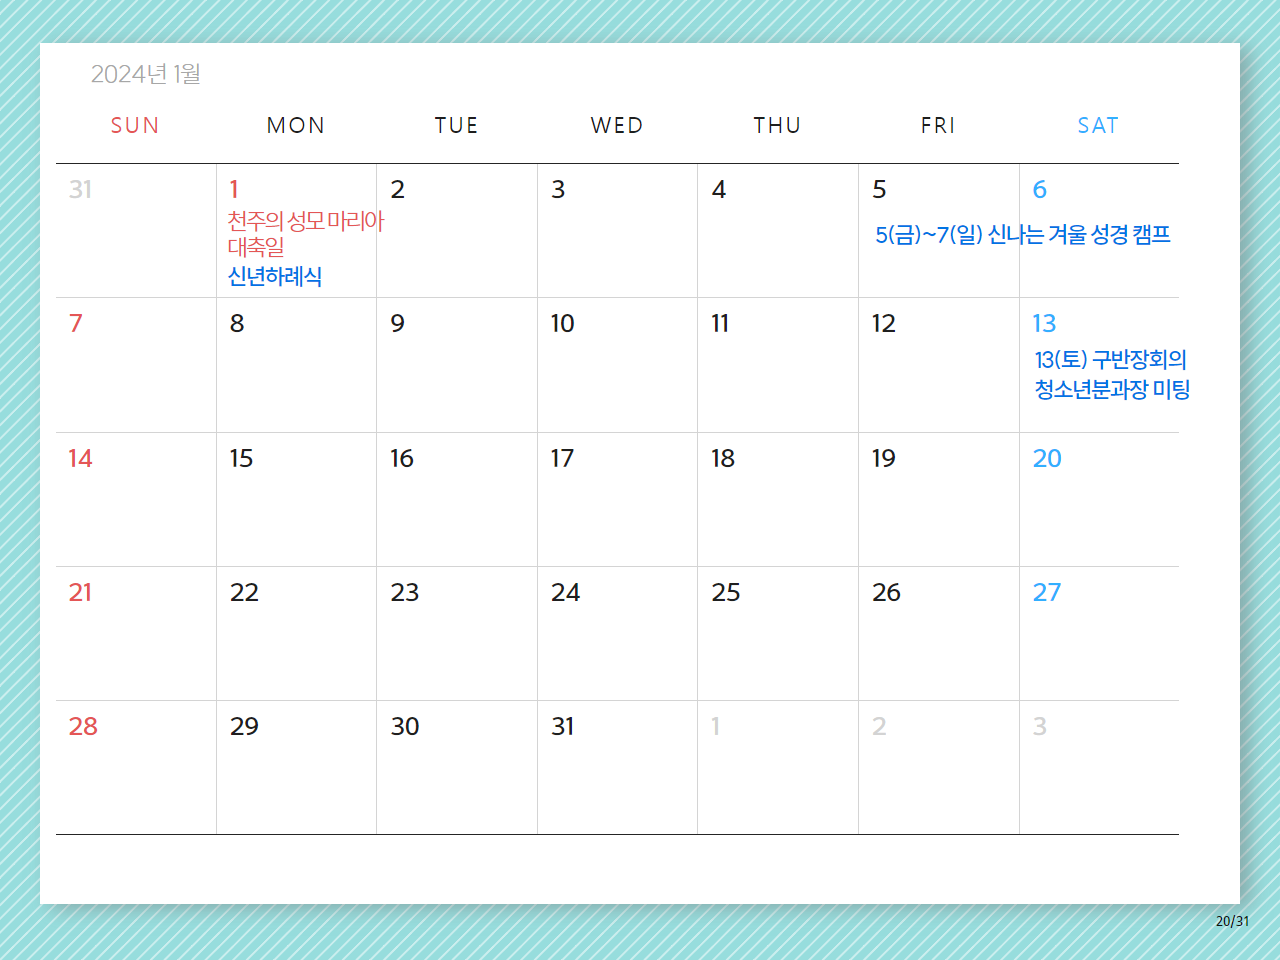 2024년 1월
SUN MON TUE WED THU FRI SAT
31 1 2 3 4 5 6
천주의 성모 마리아
대축일
신년하례식
5(금)~7(일) 신나는 겨울 성경 캠프
7 8 9 10 11 12 13
13(토) 구반장회의
청소년분과장 미팅
14 15 16 17 18 19 20
21 22 23 24 25 26 27
28 29 30 31 1 2 3
20/31